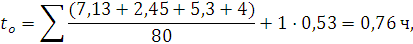 t_o = ∑ (7,13 + 2,45 + 5,3 + 4)/80 + 1 · 0,53 = 0,76 ч,